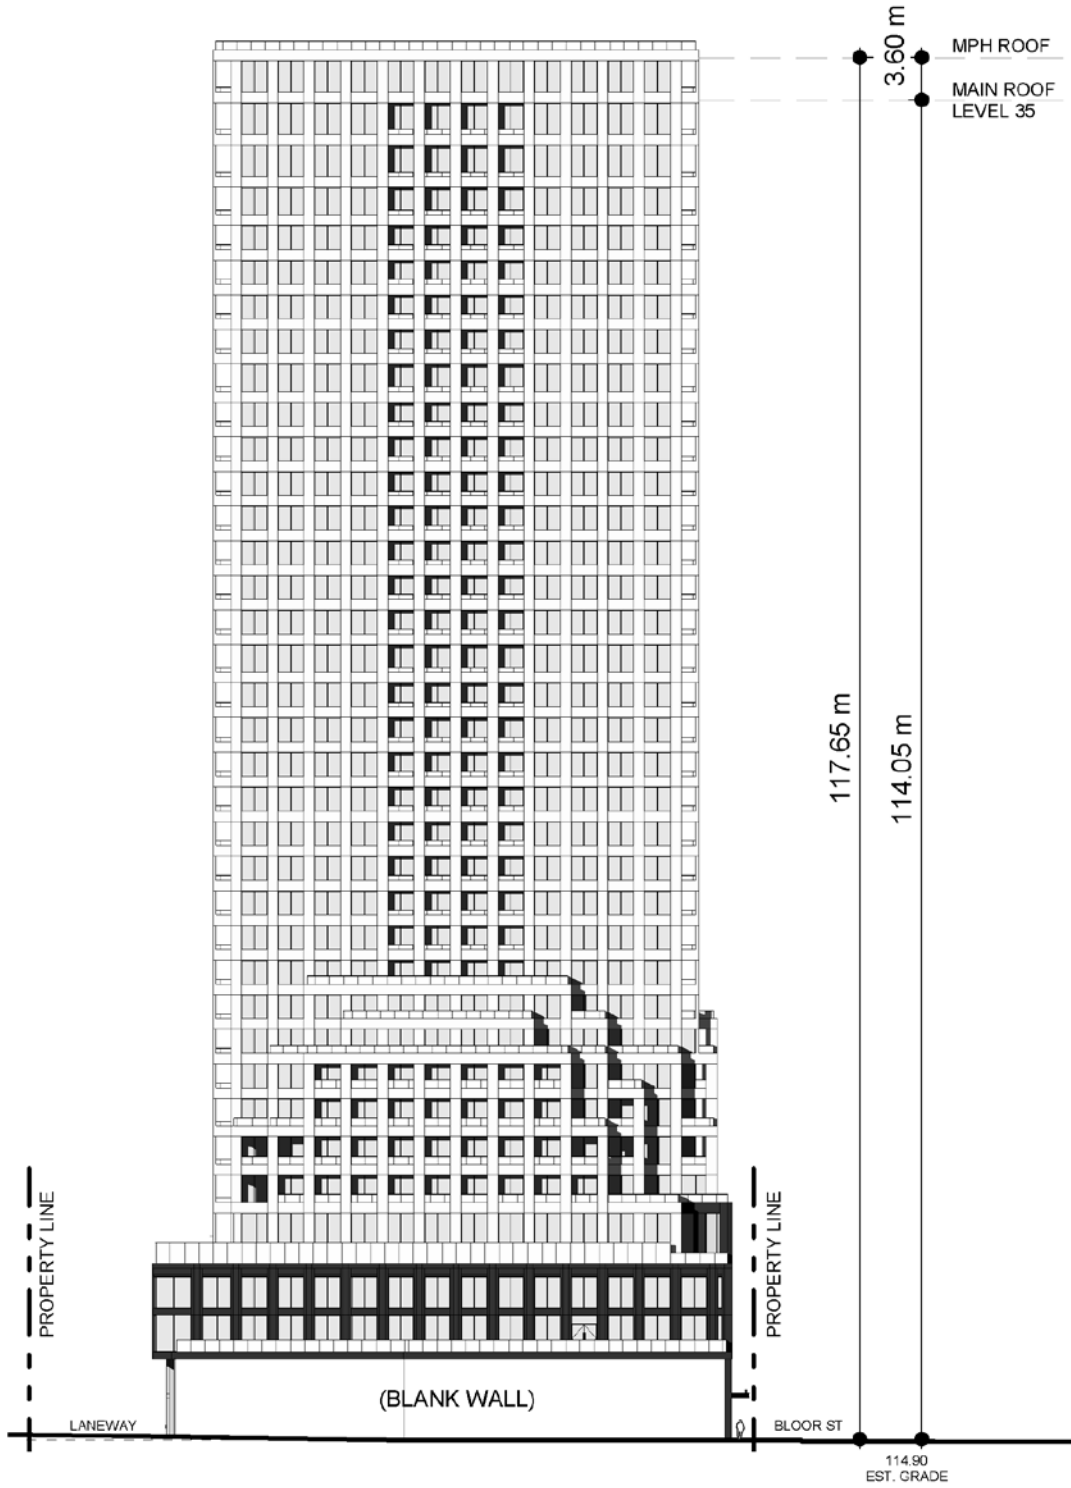 3.60 m
MPH ROOF
MAIN ROOF
LEVEL 35
117.65 m
114.05 m
PROPERTY LINE
PROPERTY LINE
(BLANK WALL)
LANEWAY
BLOOR ST
114.90
EST. GRADE